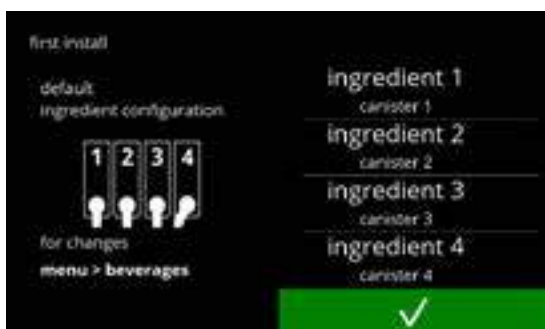 first install
default
ingredient configuration
1 2 3 4
for changes
menu > beverages
ingredient 1
canister 1
ingredient 2
canister 2
ingredient 3
canister 3
ingredient 4
canister 4